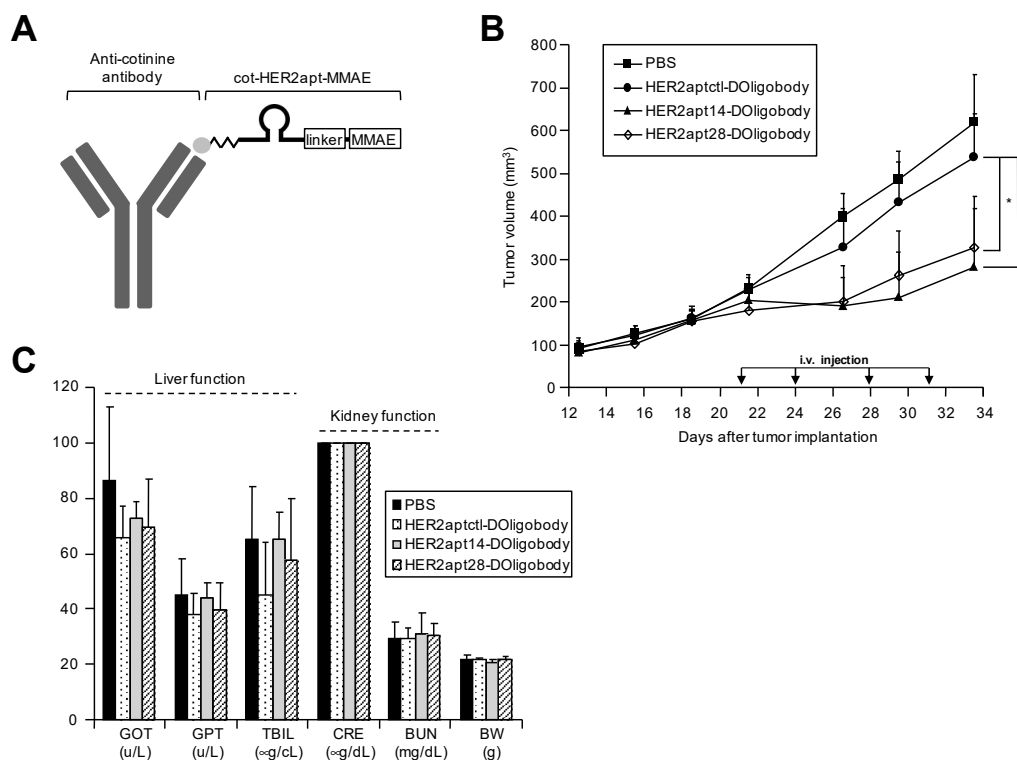 A
Anti-cotinine
antibody
cot-HER2apt-MMAE
linker
MMAE
B
800
700
600
500
400
300
200
100
0
Tumor volume (mm³)
PBS
HER2aptctl-DOligobody
HER2apt14-DOligobody
HER2apt28-DOligobody
*
i.v. injection
12 14 16 18 20 22 24 26 28 30 32 34
Days after tumor implantation
C
120
100
80
60
40
20
0
Liver function
Kidney function
PBS
HER2aptctl-DOligobody
HER2apt14-DOligobody
HER2apt28-DOligobody
GOT GPT TBIL CRE BUN BW
(u/L) (u/L) (∝g/cL) (∝g/dL) (mg/dL) (g)